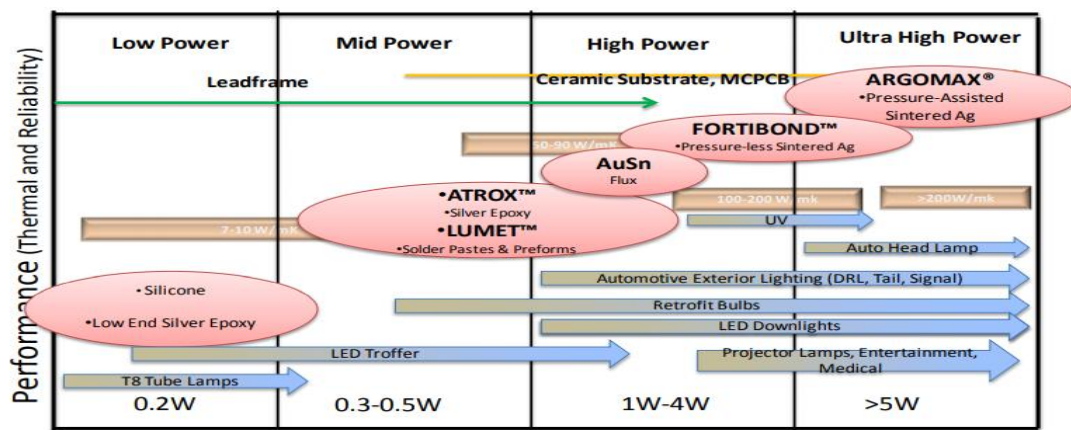 Performance (Thermal and Reliability)
Low Power
Mid Power
High Power
Ultra High Power
Leadframe
Ceramic Substrate, MCPCB
ARGOMAX®
•Pressure-Assisted
Sintered Ag
FORTIBOND™
•Pressure-less Sintered Ag
50-90 W/mk
AuSn
Flux
•ATROX™
•Silver Epoxy
•LUMET™
•Solder Pastes & Preforms
100-200 W/mk
>200W/mk
7-10 W/mK
UV
Auto Head Lamp
•Silicone
•Low End Silver Epoxy
Automotive Exterior Lighting (DRL, Tail, Signal)
Retrofit Bulbs
LED Downlights
LED Troffer
Projector Lamps, Entertainment,
Medical
T8 Tube Lamps
0.2W
0.3-0.5W
1W-4W
>5W